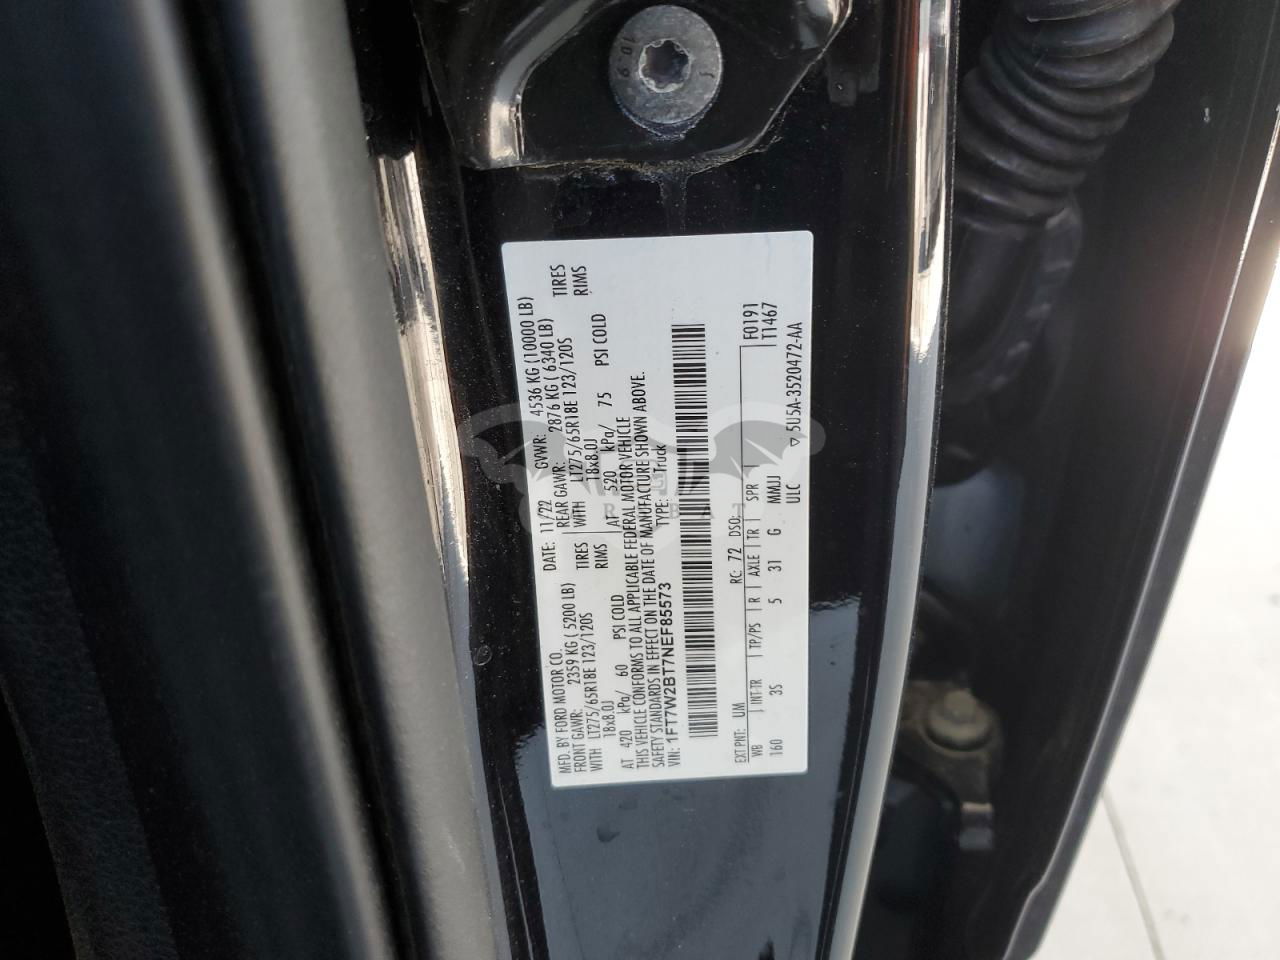 MFD. BY FORD MOTOR CO.
DATE: 11/22 GVWR: 4536 KG (10000 LB)
FRONT GAWR: 2359 KG ( 5200 LB)
REAR GAWR: 2876 KG ( 6340 LB)
WITH LT275/65R18E 123/120S TIRES
WITH LT275/65R18E 123/120S TIRES
18x8.0J RIMS
18x8.0J RIMS
AT 420 kPa/ 60 PSI COLD
AT 520 kPa/ 75 PSI COLD
THIS VEHICLE CONFORMS TO ALL APPLICABLE FEDERAL MOTOR VEHICLE
SAFETY STANDARDS IN EFFECT ON THE DATE OF MANUFACTURE SHOWN ABOVE.
VIN: 1FT7W2BT7NEF85573
TYPE: Truck
EXT PNT: UM RC: 72 DSO: F0191
WB INT-TR TP/PS R AXLE TR SPR T1467
160 3S 5 31 G MMUJ
ULC
5U5A-3520472-AA
10.9